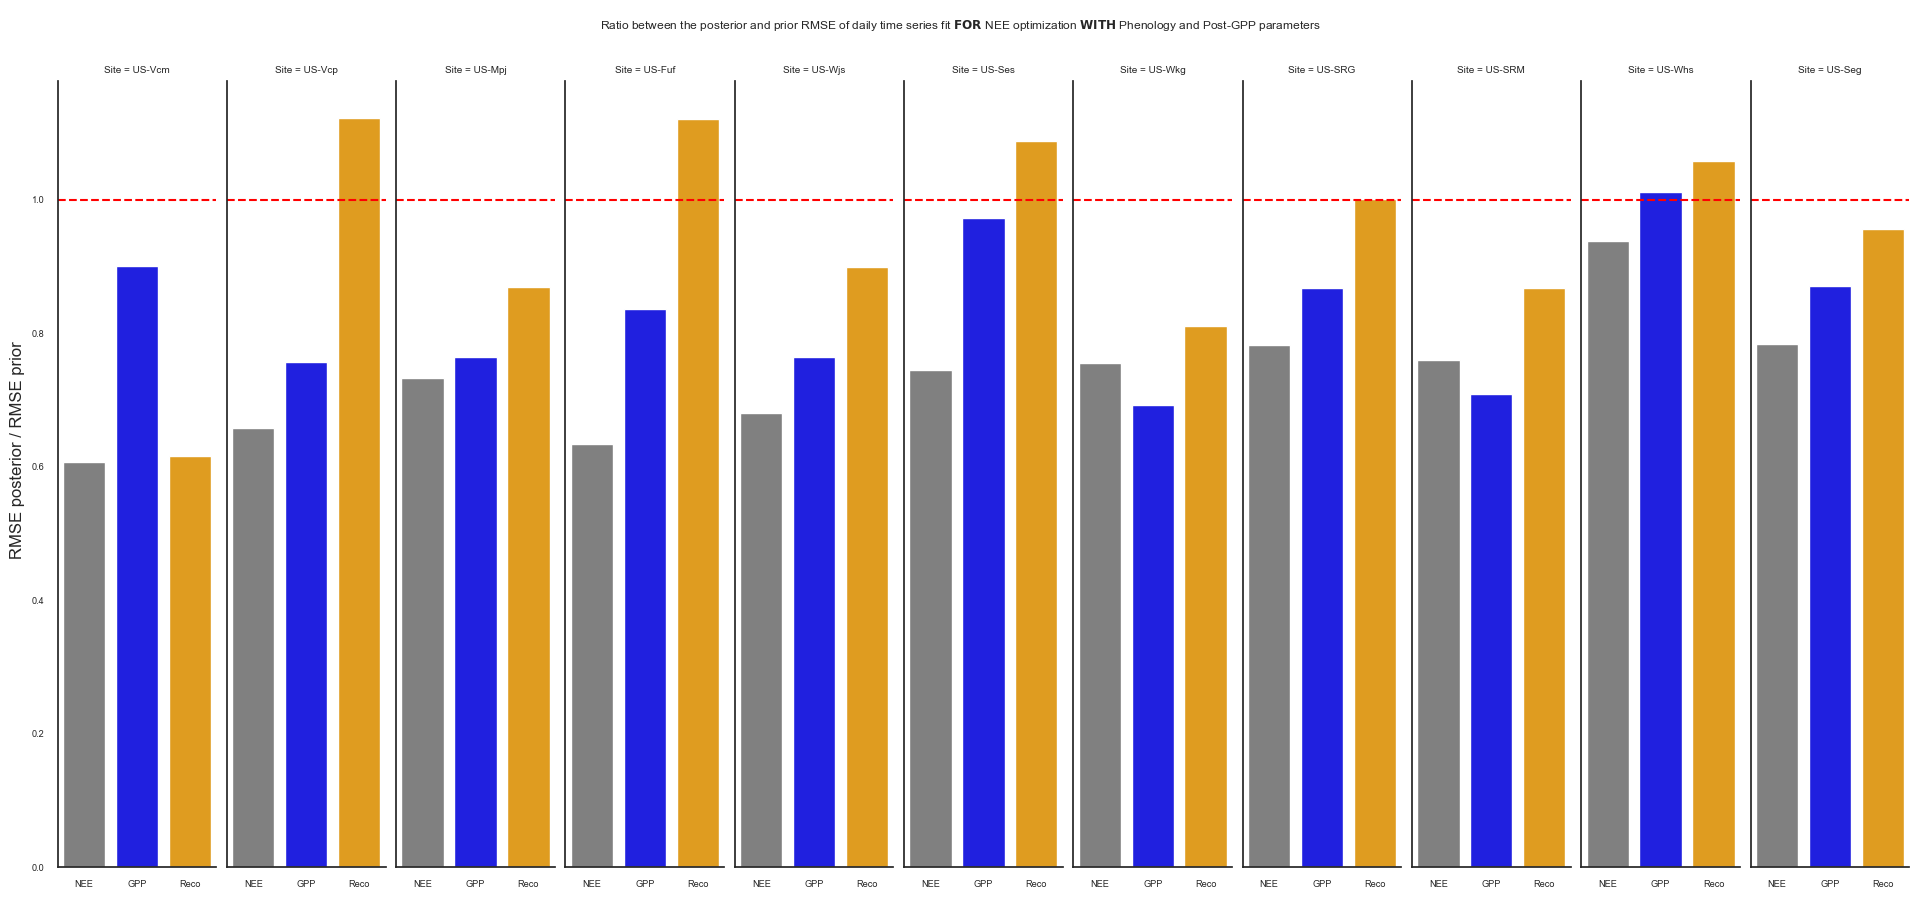 Ratio between the posterior and prior RMSE of daily time series fit FOR NEE optimization WITH Phenology and Post-GPP parameters
Site = US-Vcm
Site = US-Vcp
Site = US-Mpj
Site = US-Fuf
Site = US-Wjs
Site = US-Ses
Site = US-Wkg
Site = US-SRG
Site = US-SRM
Site = US-Whs
Site = US-Seg
RMSE posterior / RMSE prior
1.0
0.8
0.6
0.4
0.2
0.0
NEE GPP Reco
NEE GPP Reco
NEE GPP Reco
NEE GPP Reco
NEE GPP Reco
NEE GPP Reco
NEE GPP Reco
NEE GPP Reco
NEE GPP Reco
NEE GPP Reco
NEE GPP Reco